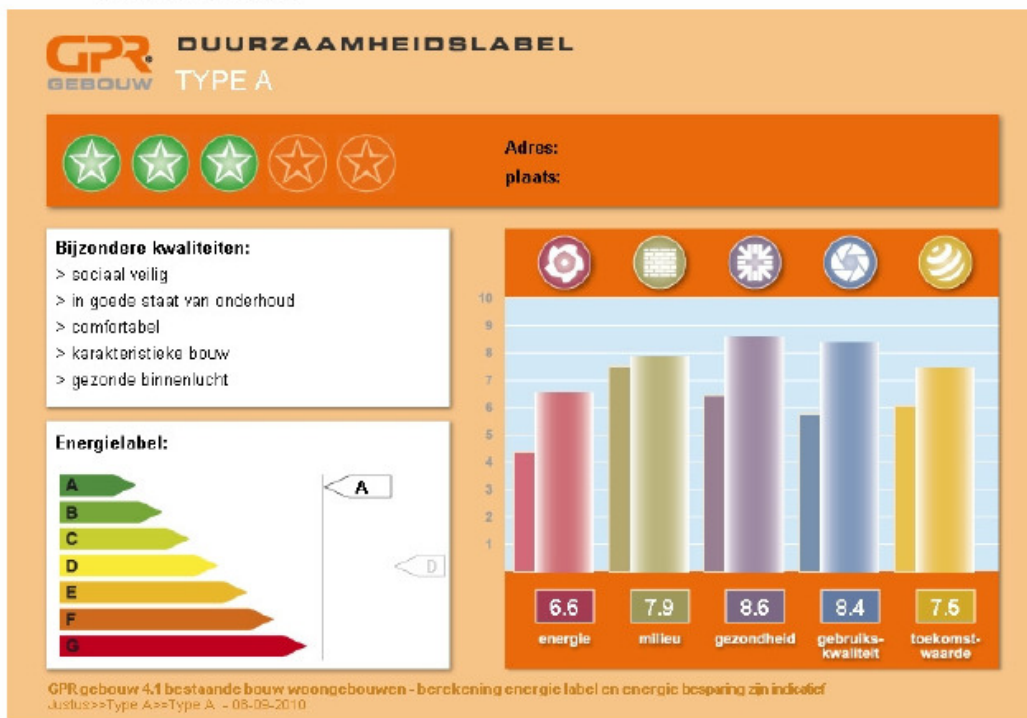 GPR®
GEBOUW
DUURZAAMHEIDSLABEL
TYPE A
Adres:
plaats:
Bijzondere kwaliteiten:
> sociaal veilig
> in goede staat van onderhoud
> comfortabel
> karakteristieke bouw
> gezonde binnenlucht
Energielabel:
A
B
C
D
E
F
G
A
D
10
9
8
7
6
5
4
3
2
1
6.6 7.9 8.6 8.4 7.5
energie milieu gezondheid gebruiks- toekomst-
kwaliteit waarde
GPR gebouw 4.1 bestaande bouw woongebouwen - berekening energie label en energie besparing zijn indicatief
Justus>>Type A>>Type A - 06-09-2010